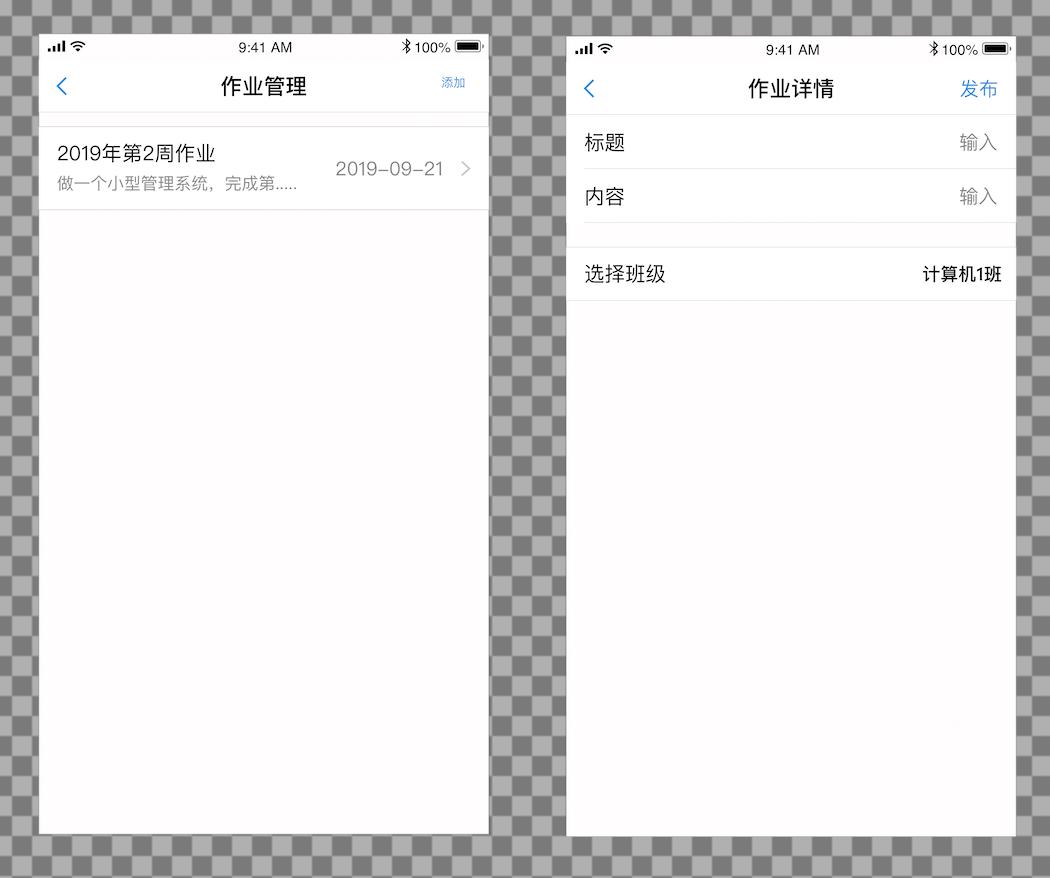 9:41 AM 100%
作业管理 添加
2019年第2周作业
做一个小型管理系统，完成第.....
2019-09-21
9:41 AM 100%
作业详情 发布
标题 输入
内容 输入
选择班级 计算机1班